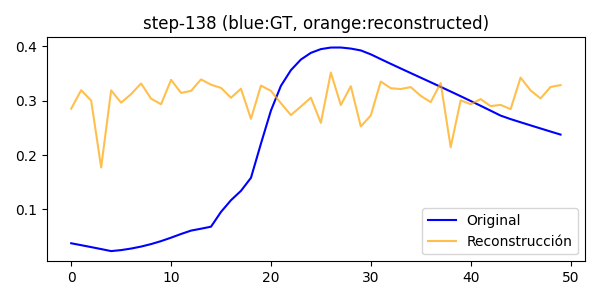 step-138 (blue:GT, orange:reconstructed)
0.4
0.3
0.2
0.1
Original
Reconstrucción
0 10 20 30 40 50